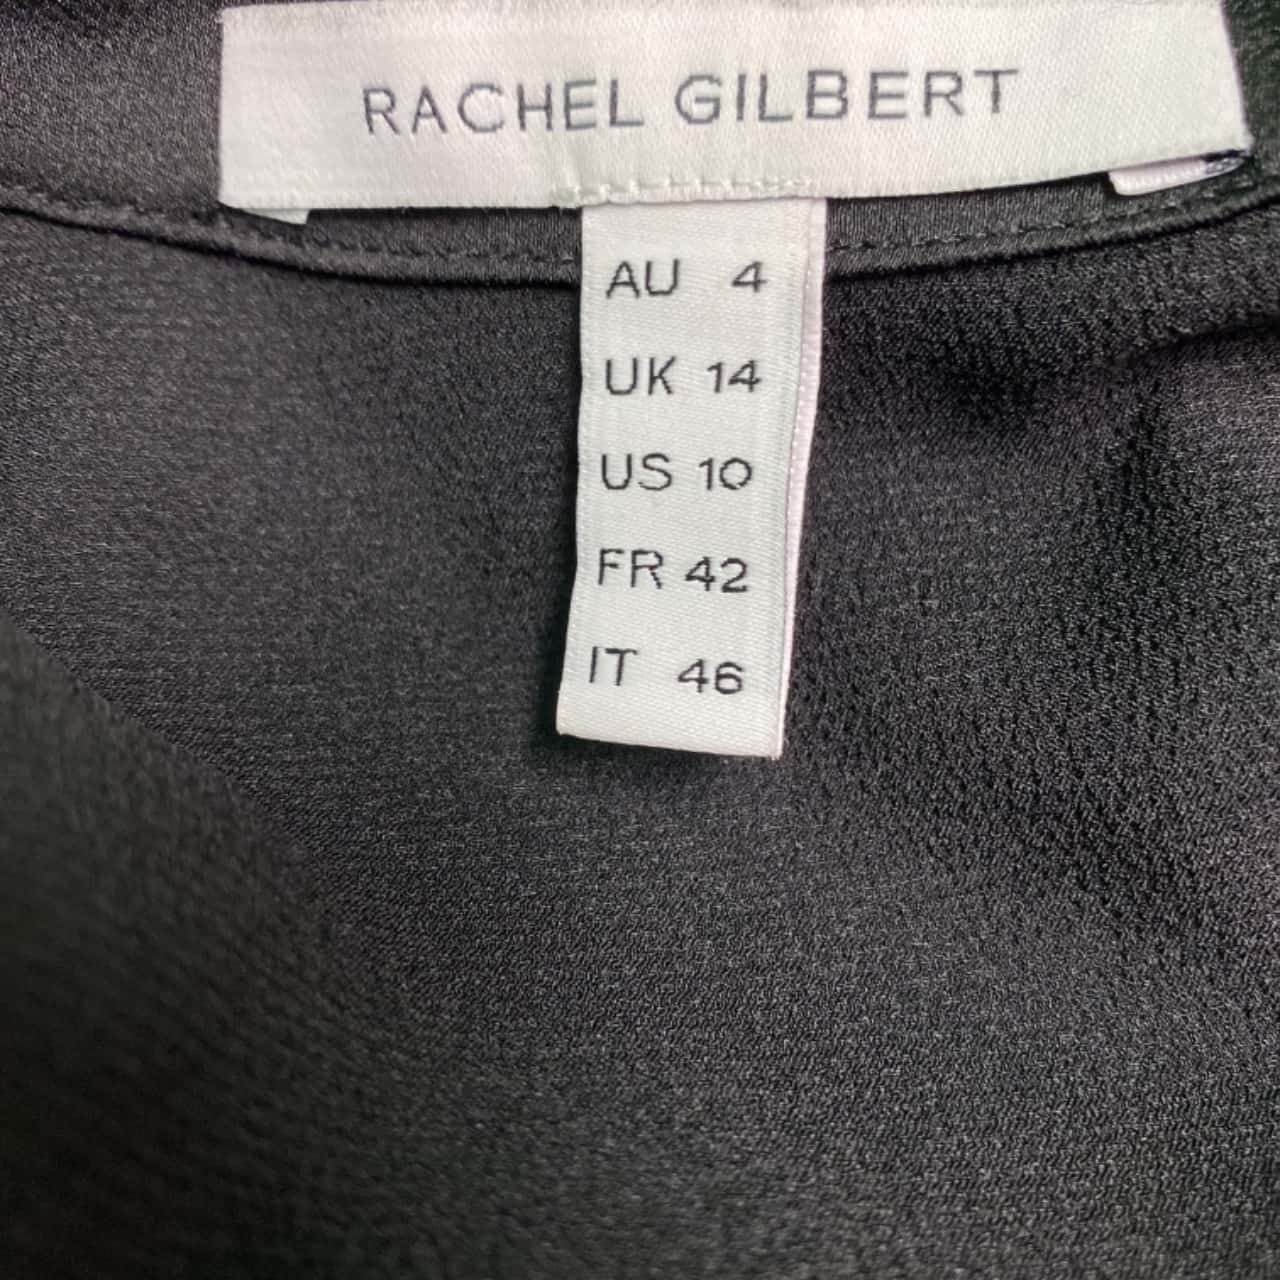 RACHEL GILBERT
AU 4
UK 14
US 10
FR 42
IT 46